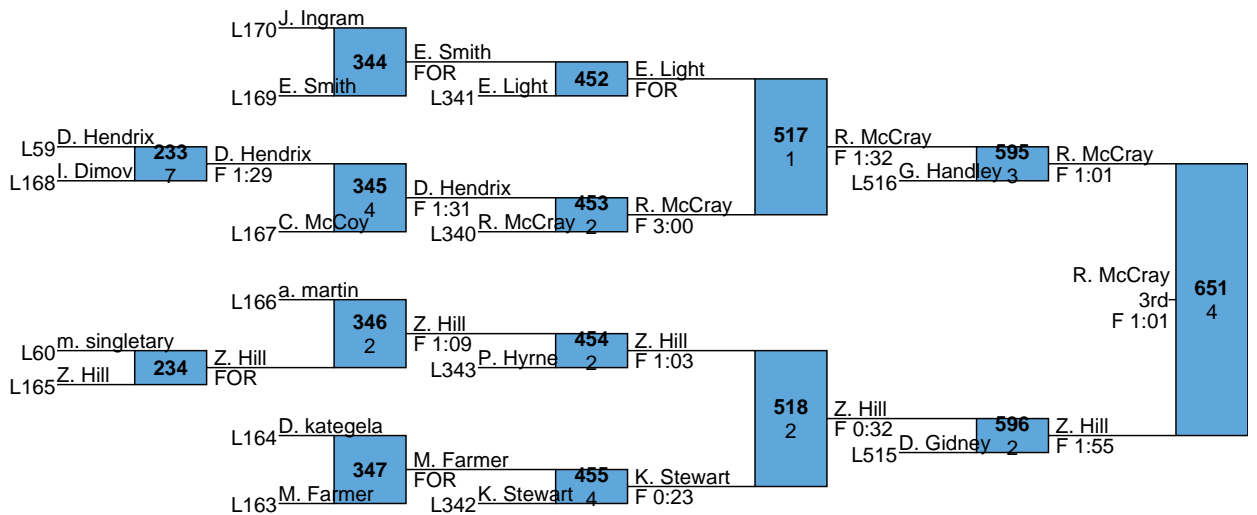 L170 J. Ingram
344
E. Smith
FOR
L169 E. Smith
L341 E. Light
452
E. Light
FOR
L59 D. Hendrix
233
7
L168 I. Dimov
D. Hendrix
F 1:29
345
4
L167 C. McCoy
D. Hendrix
F 1:31
L340 R. McCray
453
2
R. McCray
F 3:00
517
1
R. McCray
F 1:32
L516 G. Handley
595
3
R. McCray
F 1:01
L166 a. martin
346
2
L60 m. singletary
234
L165 Z. Hill
Z. Hill
FOR
Z. Hill
F 1:09
L343 P. Hyrne
454
2
Z. Hill
F 1:03
L164 D. kategela
347
L163 M. Farmer
M. Farmer
FOR
L342 K. Stewart
455
4
K. Stewart
F 0:23
518
2
Z. Hill
F 0:32
L515 D. Gidney
596
2
Z. Hill
F 1:55
R. McCray
3rd
F 1:01
651
4